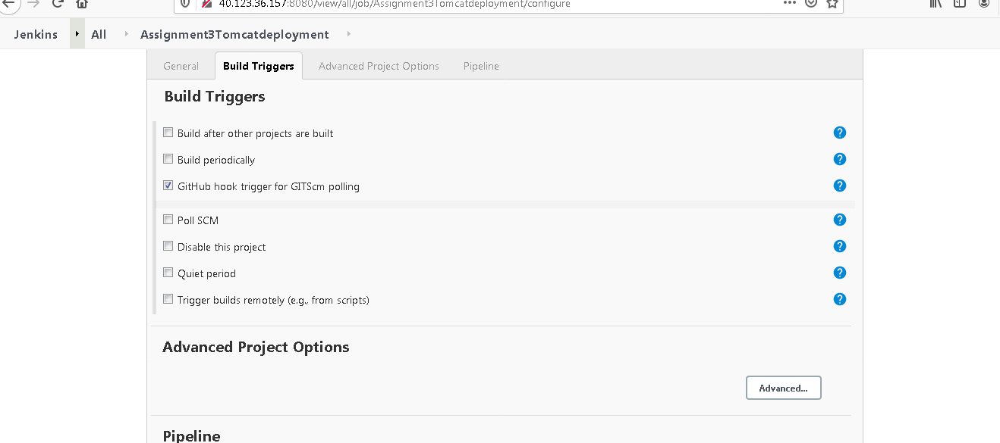 40.123.36.157:8080/view/all/job/Assignment3Tomcatdeployment/configure
Jenkins All Assignment3Tomcatdeployment
General Build Triggers Advanced Project Options Pipeline
Build Triggers
Build after other projects are built
Build periodically
GitHub hook trigger for GITScm polling
Poll SCM
Disable this project
Quiet period
Trigger builds remotely (e.g., from scripts)
Advanced Project Options
Advanced...
Pipeline